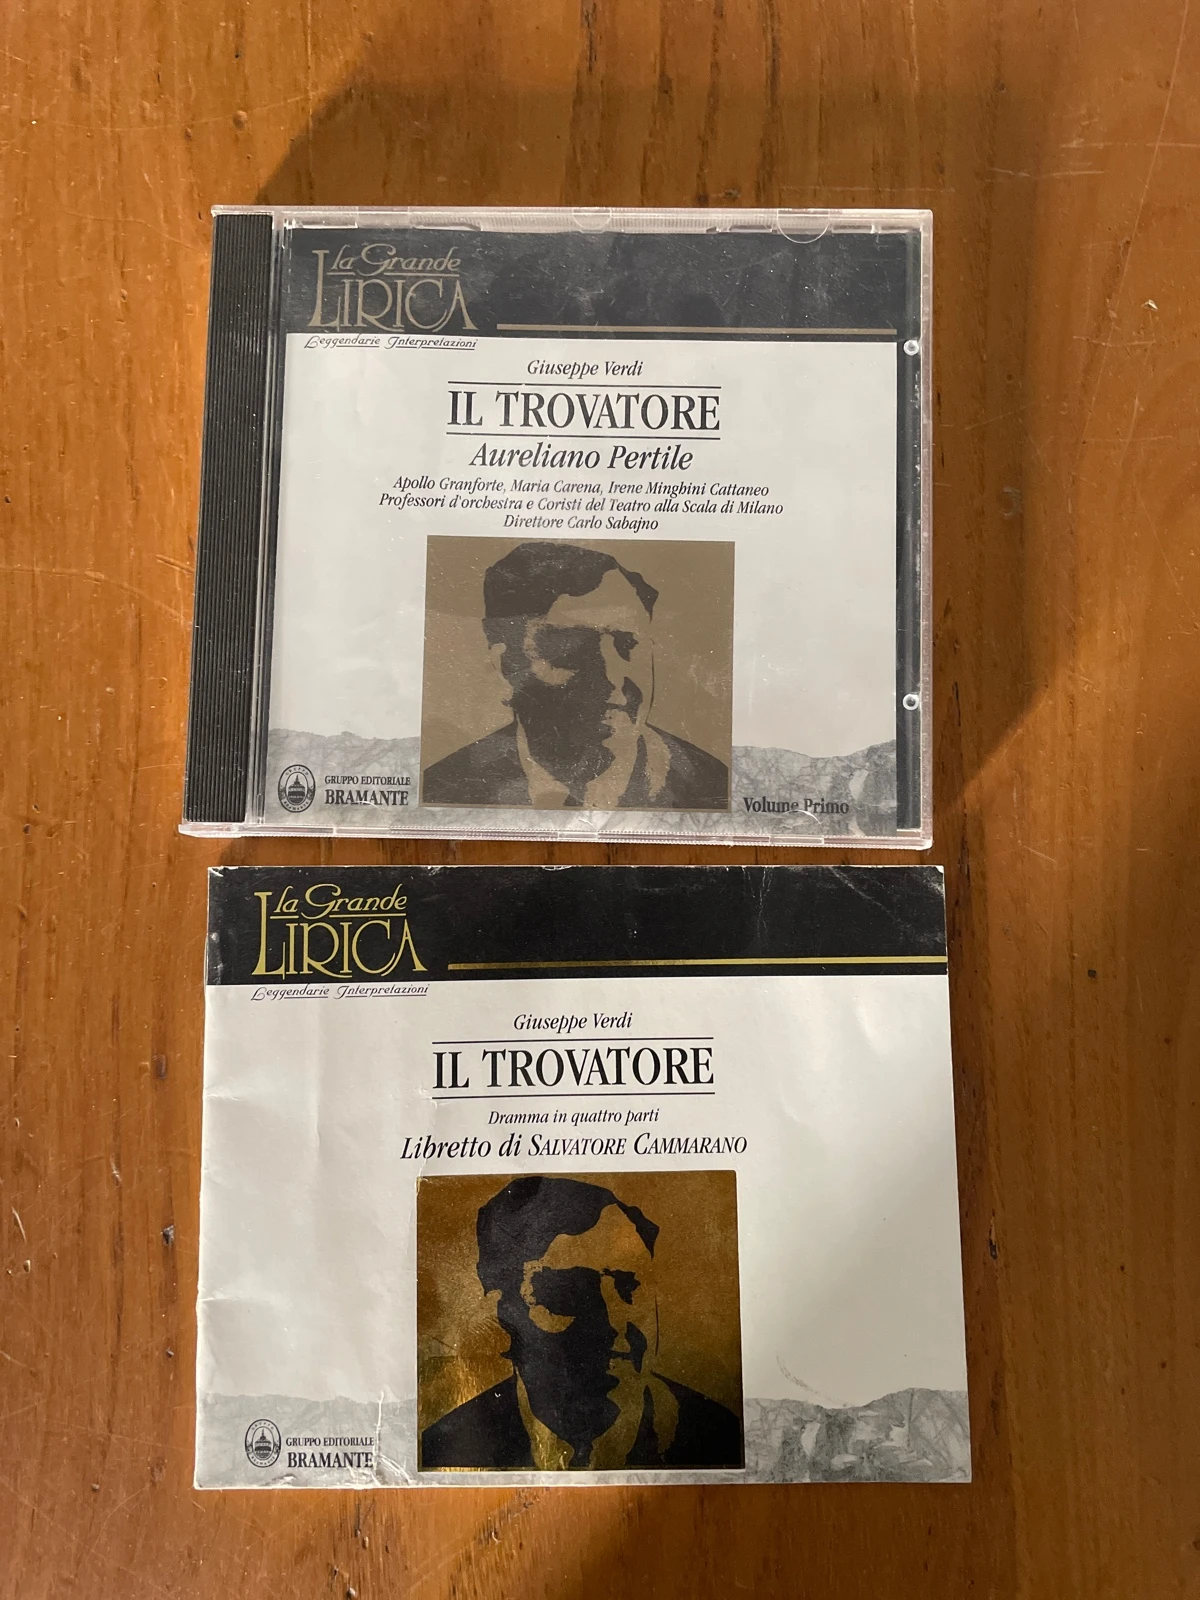 la Grande
LIRICA
Leggendarie Interpretazioni
Giuseppe Verdi
IL TROVATORE
Aureliano Pertile
Apollo Granforte, Maria Carena, Irene Minghini Cattaneo
Professori d'orchestra e Coristi del Teatro alla Scala di Milano
Direttore Carlo Sabajno
GRUPPO EDITORIALE
BRAMANTE
Volume Primo
la Grande
LIRICA
Leggendarie Interpretazioni
Giuseppe Verdi
IL TROVATORE
Dramma in quattro parti
Libretto di SALVATORE CAMMARANO
GRUPPO EDITORIALE
BRAMANTE